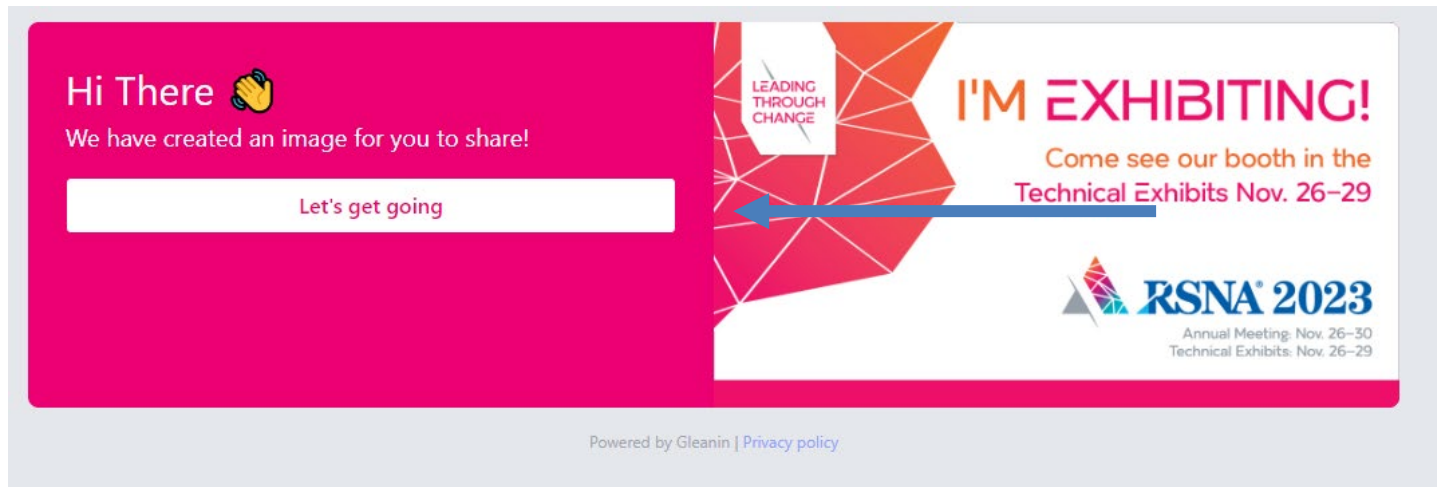 Hi There 👋
We have created an image for you to share!
Let's get going
LEADING
THROUGH
CHANGE
I'M EXHIBITING!
Come see our booth in the
Technical Exhibits Nov. 26–29
RSNA® 2023
Annual Meeting: Nov. 26–30
Technical Exhibits: Nov. 26–29
Powered by Gleanin | Privacy policy